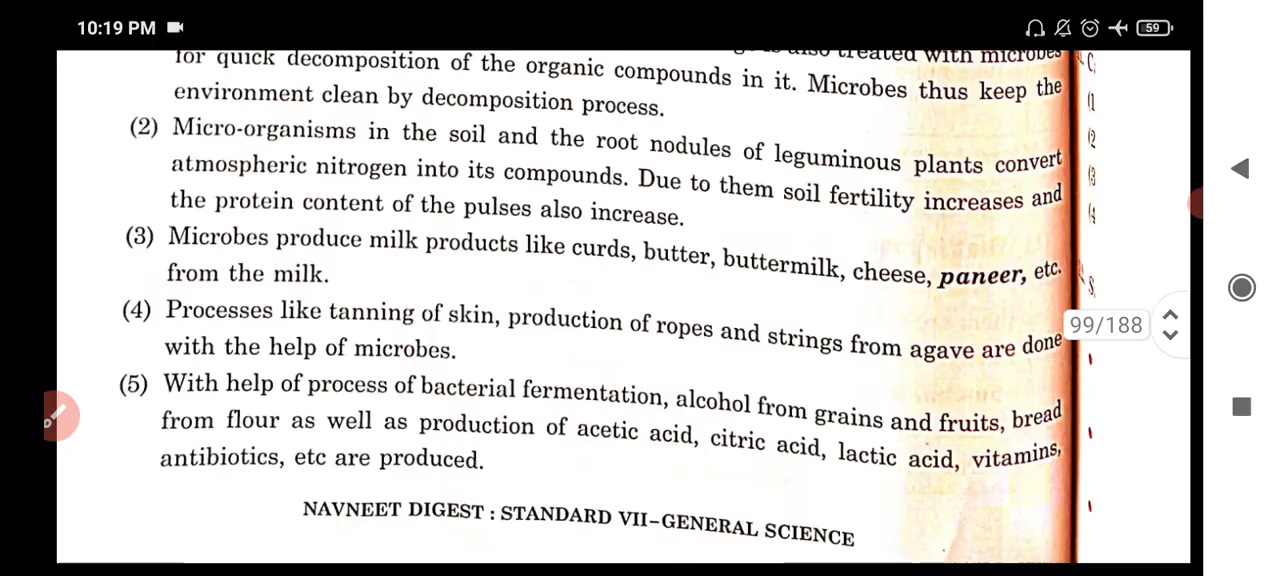 10:19 PM
59
also treated with microbes
for quick decomposition of the organic compounds in it. Microbes thus keep the
environment clean by decomposition process.
(2) Micro-organisms in the soil and the root nodules of leguminous plants convert
atmospheric nitrogen into its compounds. Due to them soil fertility increases and
the protein content of the pulses also increase.
(3) Microbes produce milk products like curds, butter, buttermilk, cheese, paneer, etc.
from the milk.
(4) Processes like tanning of skin, production of ropes and strings from agave are done
with the help of microbes.
(5) With help of process of bacterial fermentation, alcohol from grains and fruits, bread
from flour as well as production of acetic acid, citric acid, lactic acid, vitamins,
antibiotics, etc are produced.
NAVNEET DIGEST : STANDARD VII-GENERAL SCIENCE
99/188